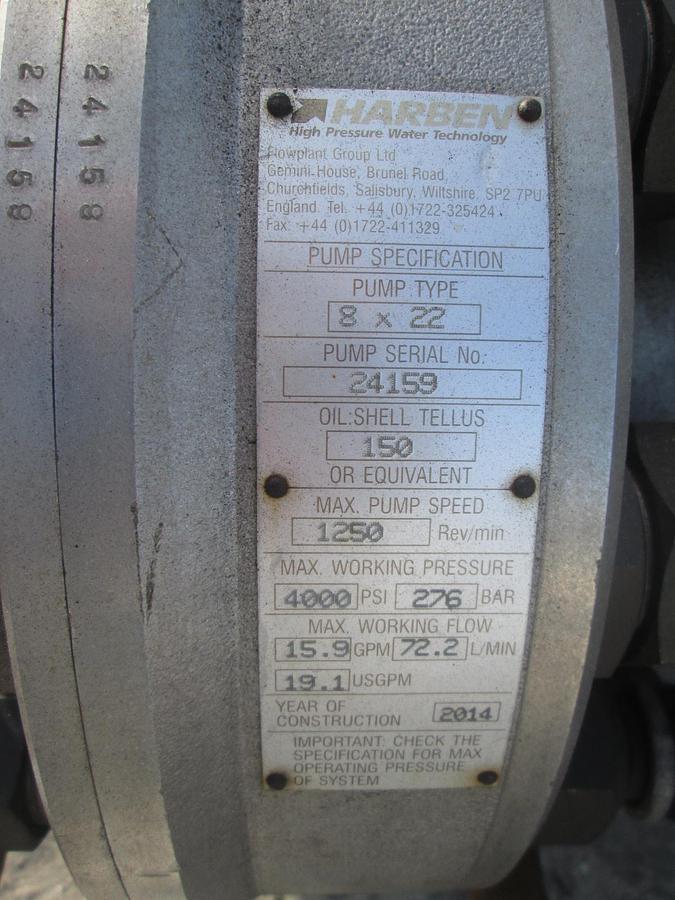 24158
24158
HARBEN
High Pressure Water Technology
Flowplant Group Ltd
Gemini House, Brunel Road,
Churchfields, Salisbury, Wiltshire. SP2 7PU
England. Tel. +44 (0)1722-325424.
Fax: +44 (0)1722-411329
PUMP SPECIFICATION
PUMP TYPE
8 x 22
PUMP SERIAL No:
24159
OIL:SHELL TELLUS
150
OR EQUIVALENT
MAX. PUMP SPEED
1250 Rev/min
MAX. WORKING PRESSURE
4000 PSI 276 BAR
MAX. WORKING FLOW
15.9 GPM 72.2 L/MIN
19.1 USGPM
YEAR OF
CONSTRUCTION 2014
IMPORTANT: CHECK THE
SPECIFICATION FOR MAX
OPERATING PRESSURE
OF SYSTEM